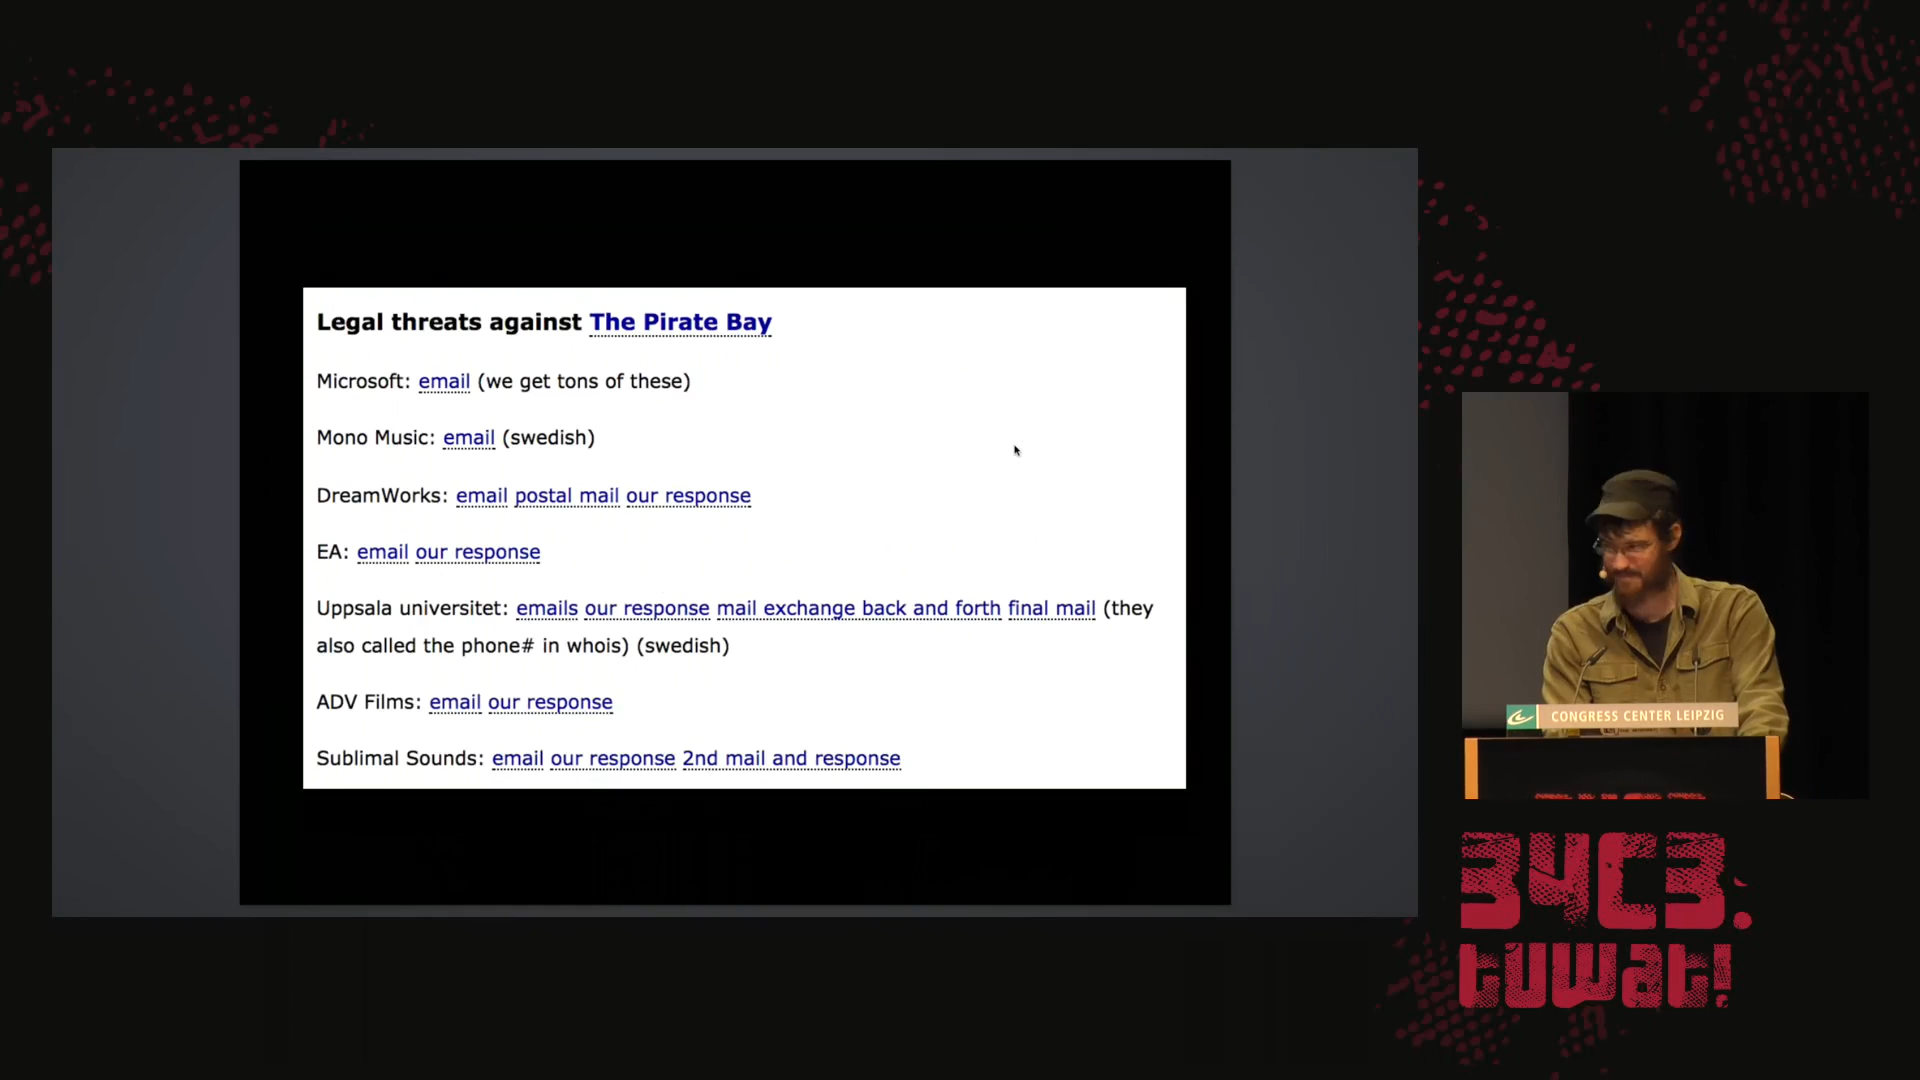 Legal threats against The Pirate Bay
Microsoft: email (we get tons of these)
Mono Music: email (swedish)
DreamWorks: email postal mail our response
EA: email our response
Uppsala universitet: emails our response mail exchange back and forth final mail (they
also called the phone# in whois) (swedish)
ADV Films: email our response
Sublimal Sounds: email our response 2nd mail and response
CONGRESS CENTER LEIPZIG
34C3.
tuwat!